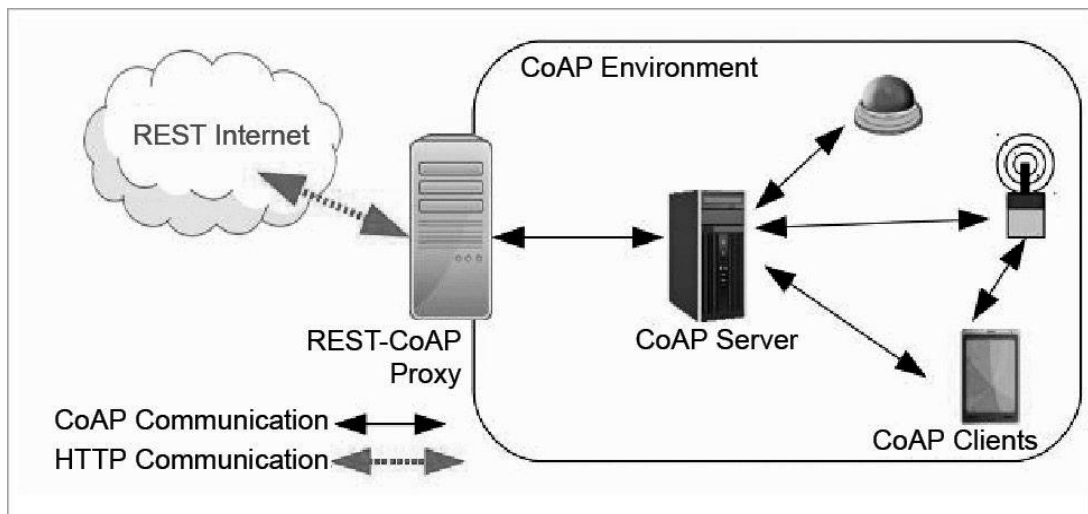 CoAP Environment
REST Internet
REST-CoAP
Proxy
CoAP Server
CoAP Clients
CoAP Communication
HTTP Communication